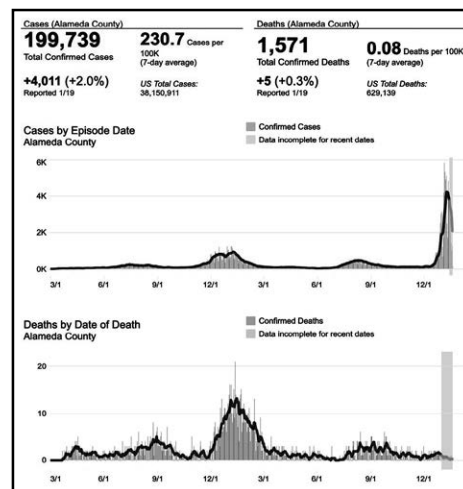 Cases (Alameda County)
199,739
Total Confirmed Cases
230.7 Cases per
100K
(7-day average)
+4,011 (+2.0%)
Reported 1/19
US Total Cases:
38,150,911
Deaths (Alameda County)
1,571
Total Confirmed Deaths
0.08 Deaths per 100K
(7-day average)
+5 (+0.3%)
Reported 1/19
US Total Deaths:
629,139
Cases by Episode Date
Alameda County
Confirmed Cases
Data incomplete for recent dates
6K
4K
2K
0K
3/1 6/1 9/1 12/1 3/1 6/1 9/1 12/1
Deaths by Date of Death
Alameda County
Confirmed Deaths
Data incomplete for recent dates
20
10
0
3/1 6/1 9/1 12/1 3/1 6/1 9/1 12/1